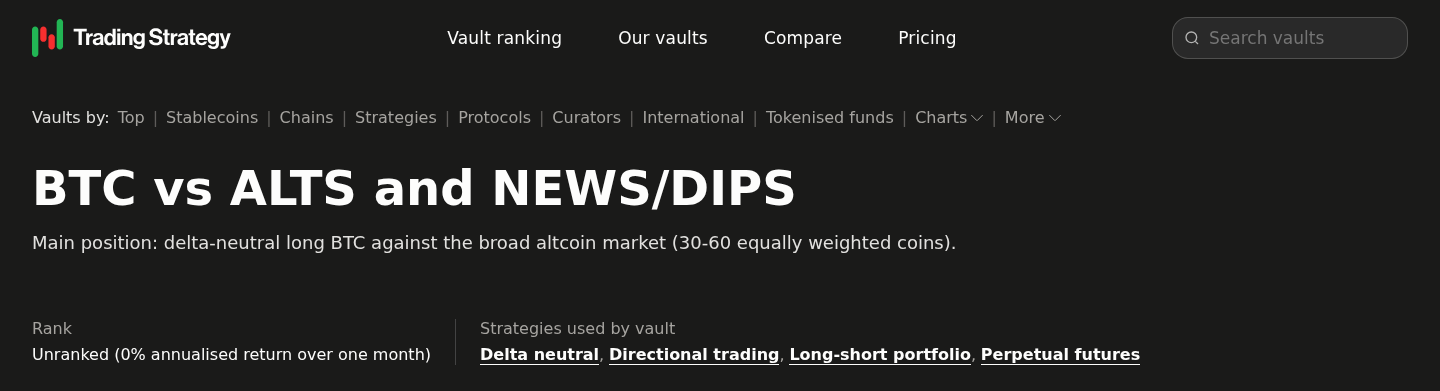 Trading Strategy
Vault ranking Our vaults Compare Pricing
Search vaults
Vaults by: Top | Stablecoins | Chains | Strategies | Protocols | Curators | International | Tokenised funds | Charts | More
BTC vs ALTS and NEWS/DIPS
Main position: delta-neutral long BTC against the broad altcoin market (30-60 equally weighted coins).
Rank
Unranked (0% annualised return over one month)
Strategies used by vault
Delta neutral, Directional trading, Long-short portfolio, Perpetual futures